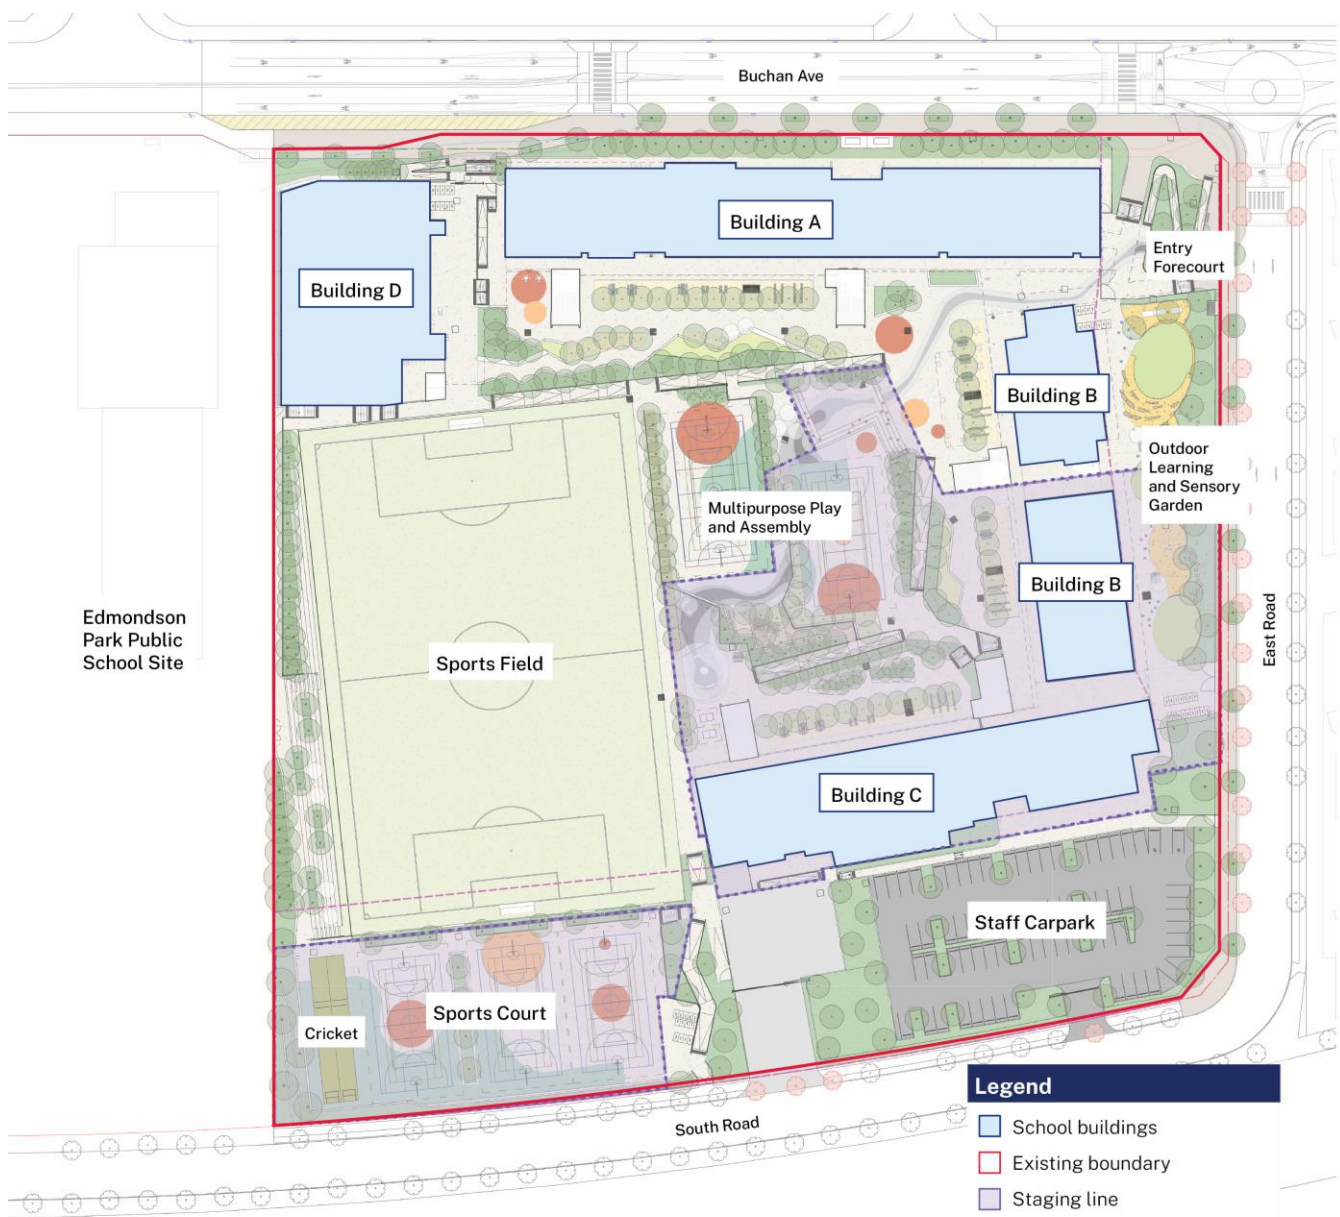 Buchan Ave
Building A
Entry
Forecourt
Building D
Building B
Outdoor
Learning
and Sensory
Garden
Multipurpose Play
and Assembly
Building B
Edmondson
Park Public
School Site
Sports Field
East Road
Building C
Staff Carpark
Sports Court
Cricket
South Road
Legend
School buildings
Existing boundary
Staging line